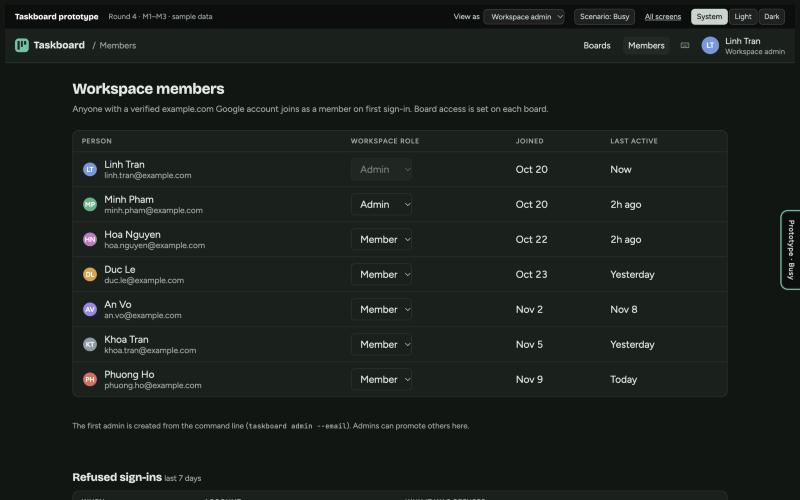 Taskboard prototype Round 4 · M1–M3 · sample data View as Workspace admin Scenario: Busy All screens System Light Dark
Taskboard / Members Boards Members LT Linh Tran
Workspace admin
Workspace members
Anyone with a verified example.com Google account joins as a member on first sign-in. Board access is set on each board.
PERSON WORKSPACE ROLE JOINED LAST ACTIVE
LT Linh Tran Admin Oct 20 Now
linh.tran@example.com
MP Minh Pham Admin Oct 20 2h ago
minh.pham@example.com
HN Hoa Nguyen Member Oct 22 2h ago
hoa.nguyen@example.com
DL Duc Le Member Oct 23 Yesterday
duc.le@example.com
AV An Vo Member Nov 2 Nov 8
an.vo@example.com
KT Khoa Tran Member Nov 5 Yesterday
khoa.tran@example.com
PH Phuong Ho Member Nov 9 Today
phuong.ho@example.com
Prototype · Busy
The first admin is created from the command line (taskboard admin --email). Admins can promote others here.
Refused sign-ins last 7 days